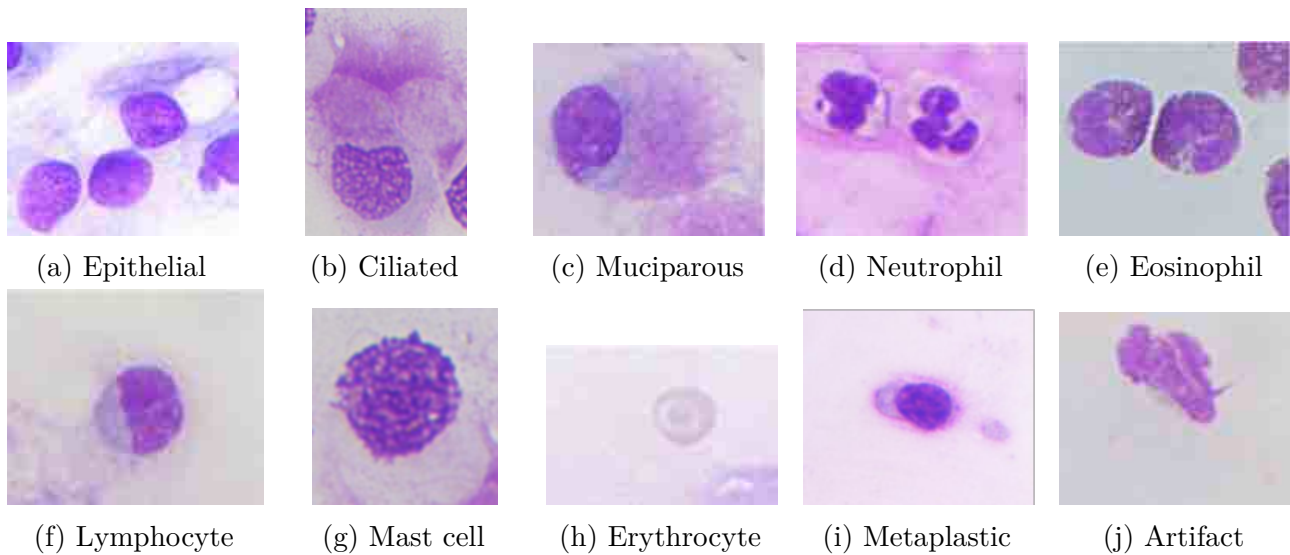 (a) Epithelial
(b) Ciliated
(c) Muciparous
(d) Neutrophil
(e) Eosinophil
(f) Lymphocyte
(g) Mast cell
(h) Erythrocyte
(i) Metaplastic
(j) Artifact